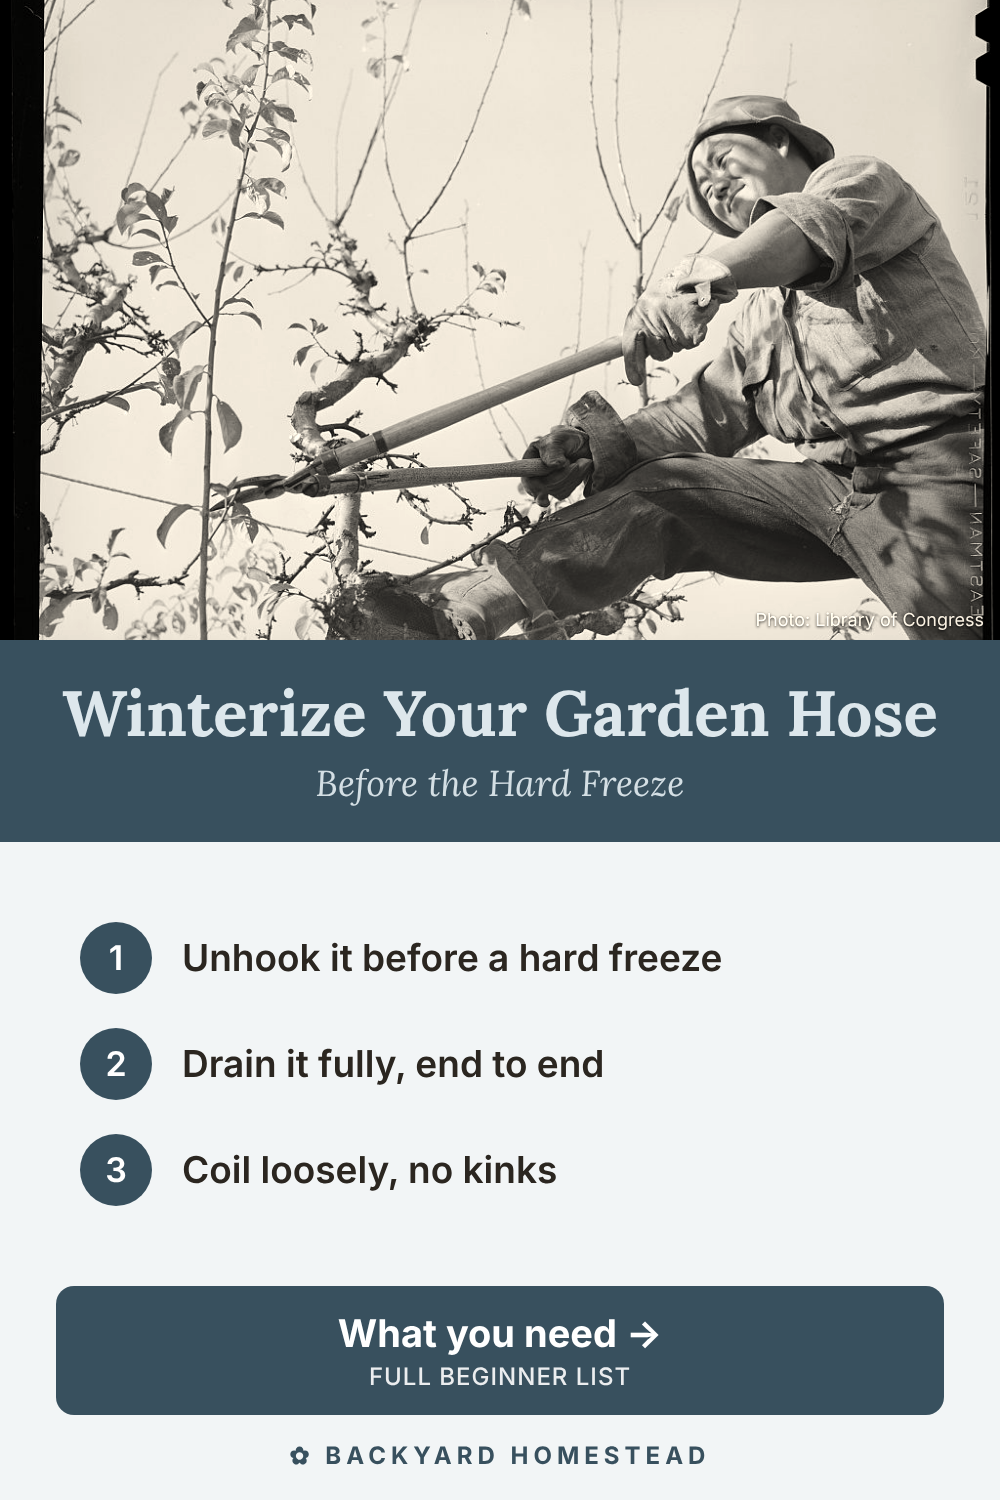 Photo: Library of Congress
Winterize Your Garden Hose
Before the Hard Freeze
1 Unhook it before a hard freeze
2 Drain it fully, end to end
3 Coil loosely, no kinks
What you need →
FULL BEGINNER LIST
✿ BACKYARD HOMESTEAD